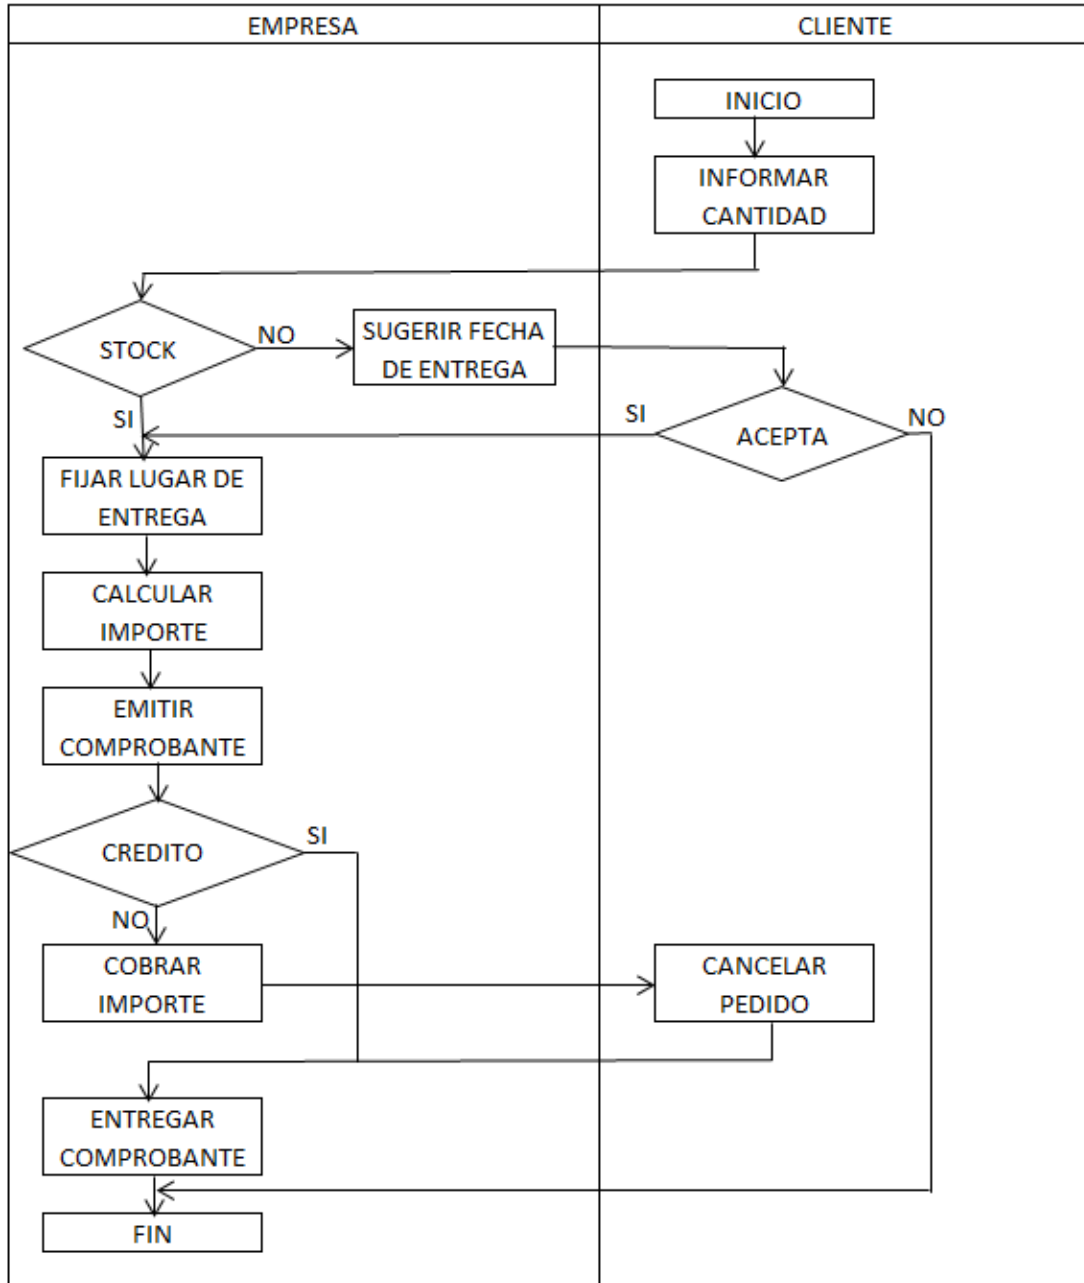 EMPRESA
CLIENTE
INICIO
INFORMAR
CANTIDAD
STOCK
NO
SUGERIR FECHA
DE ENTREGA
SI
SI
ACEPTA
NO
FIJAR LUGAR DE
ENTREGA
CALCULAR
IMPORTE
EMITIR
COMPROBANTE
CREDITO
SI
NO
COBRAR
IMPORTE
CANCELAR
PEDIDO
ENTREGAR
COMPROBANTE
FIN